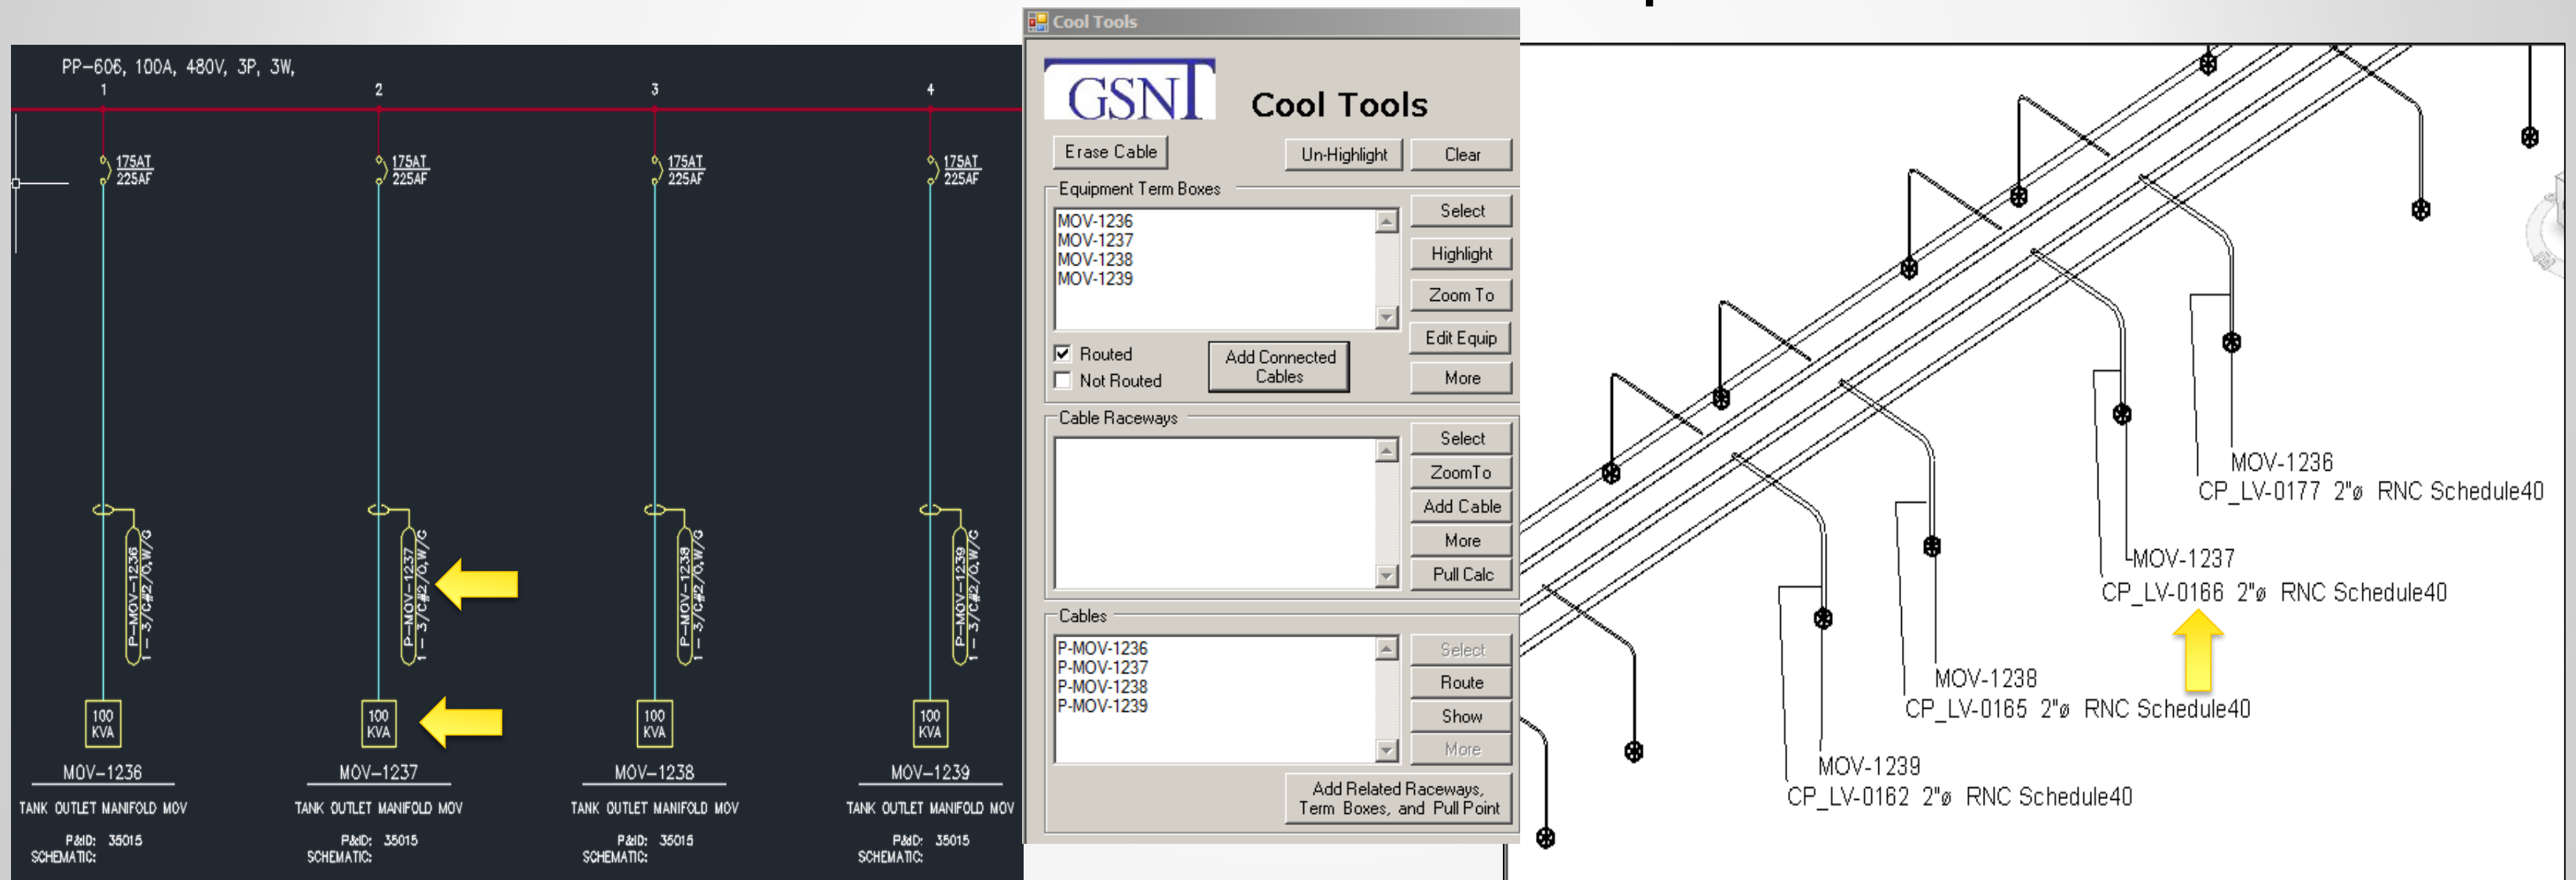 PP-606, 100A, 480V, 3P, 3W,
1
2
3
4
175AT
225AF
175AT
225AF
175AT
225AF
175AT
225AF
P-MOV-1236
1 - 3/C#2/0,W/G
P-MOV-1237
1 - 3/C#2/0,W/G
P-MOV-1238
1 - 3/C#2/0,W/G
P-MOV-1239
1 - 3/C#2/0,W/G
100
KVA
100
KVA
100
KVA
100
KVA
MOV-1236
MOV-1237
MOV-1238
MOV-1239
TANK OUTLET MANIFOLD MOV
TANK OUTLET MANIFOLD MOV
TANK OUTLET MANIFOLD MOV
TANK OUTLET MANIFOLD MOV
P&ID: 35015
SCHEMATIC:
P&ID: 35015
SCHEMATIC:
P&ID: 35015
SCHEMATIC:
P&ID: 35015
SCHEMATIC:
Cool Tools
GSNT
Cool Tools
Erase Cable
Un-Highlight
Clear
Equipment Term Boxes
MOV-1236
MOV-1237
MOV-1238
MOV-1239
Select
Highlight
Zoom To
Edit Equip
More
Routed
Not Routed
Add Connected
Cables
Cable Raceways
Select
ZoomTo
Add Cable
More
Pull Calc
Cables
P-MOV-1236
P-MOV-1237
P-MOV-1238
P-MOV-1239
Select
Route
Show
More
Add Related Raceways,
Term Boxes, and Pull Point
MOV-1236
CP_LV-0177 2"ø RNC Schedule40
MOV-1237
CP_LV-0166 2"ø RNC Schedule40
MOV-1238
CP_LV-0165 2"ø RNC Schedule40
MOV-1239
CP_LV-0162 2"ø RNC Schedule40